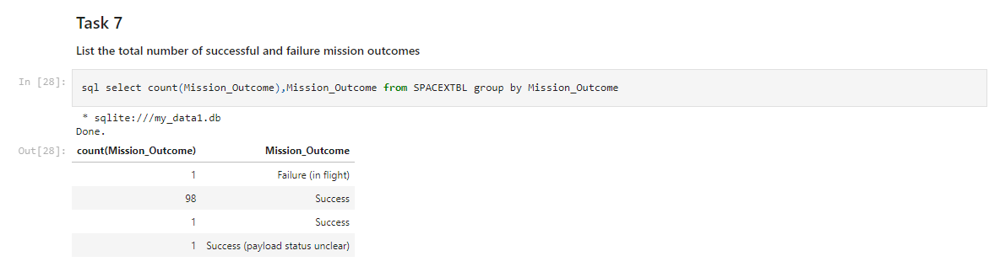 Task 7
List the total number of successful and failure mission outcomes
In [28]: sql select count(Mission_Outcome),Mission_Outcome from SPACEXTBL group by Mission_Outcome
* sqlite:///my_data1.db
Done.
Out[28]: count(Mission_Outcome) Mission_Outcome
1 Failure (in flight)
98 Success
1 Success
1 Success (payload status unclear)